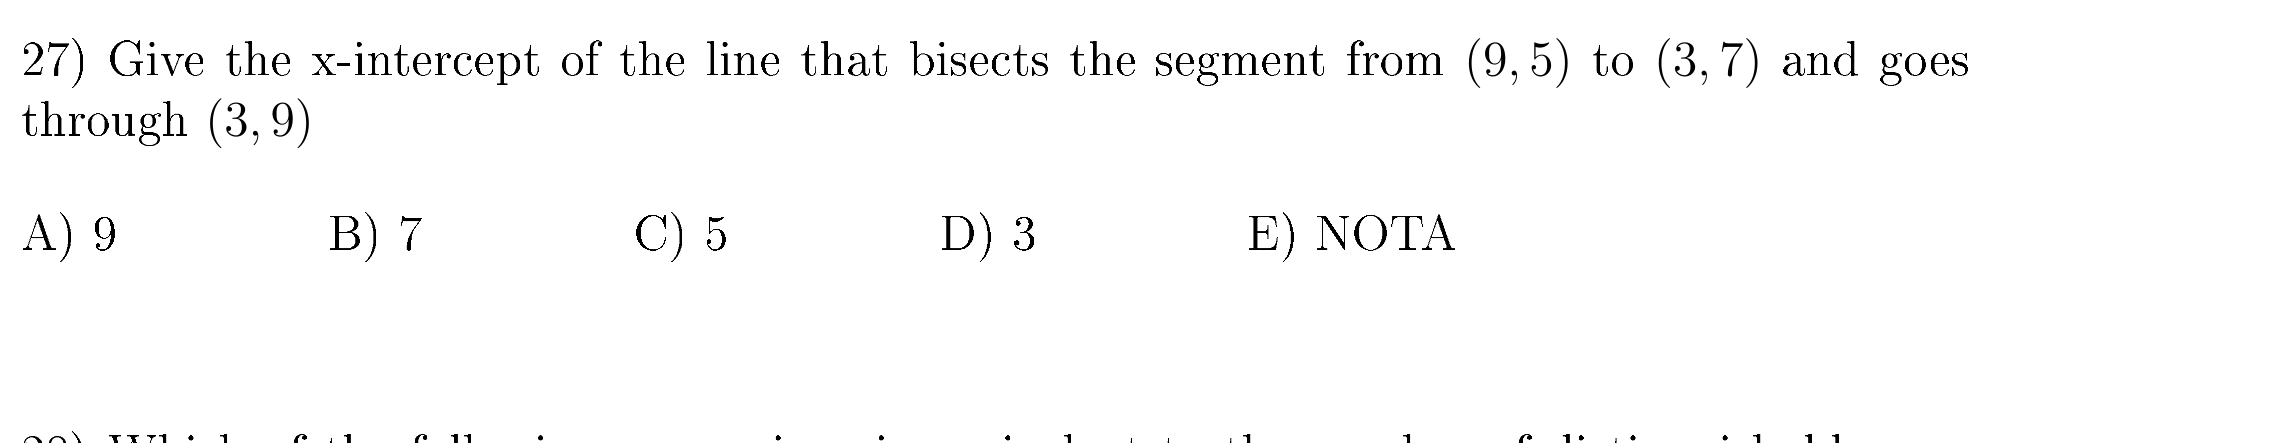 27) Give the x-intercept of the line that bisects the segment from (9, 5) to (3, 7) and goes
through (3, 9)
A) 9 B) 7 C) 5 D) 3 E) NOTA